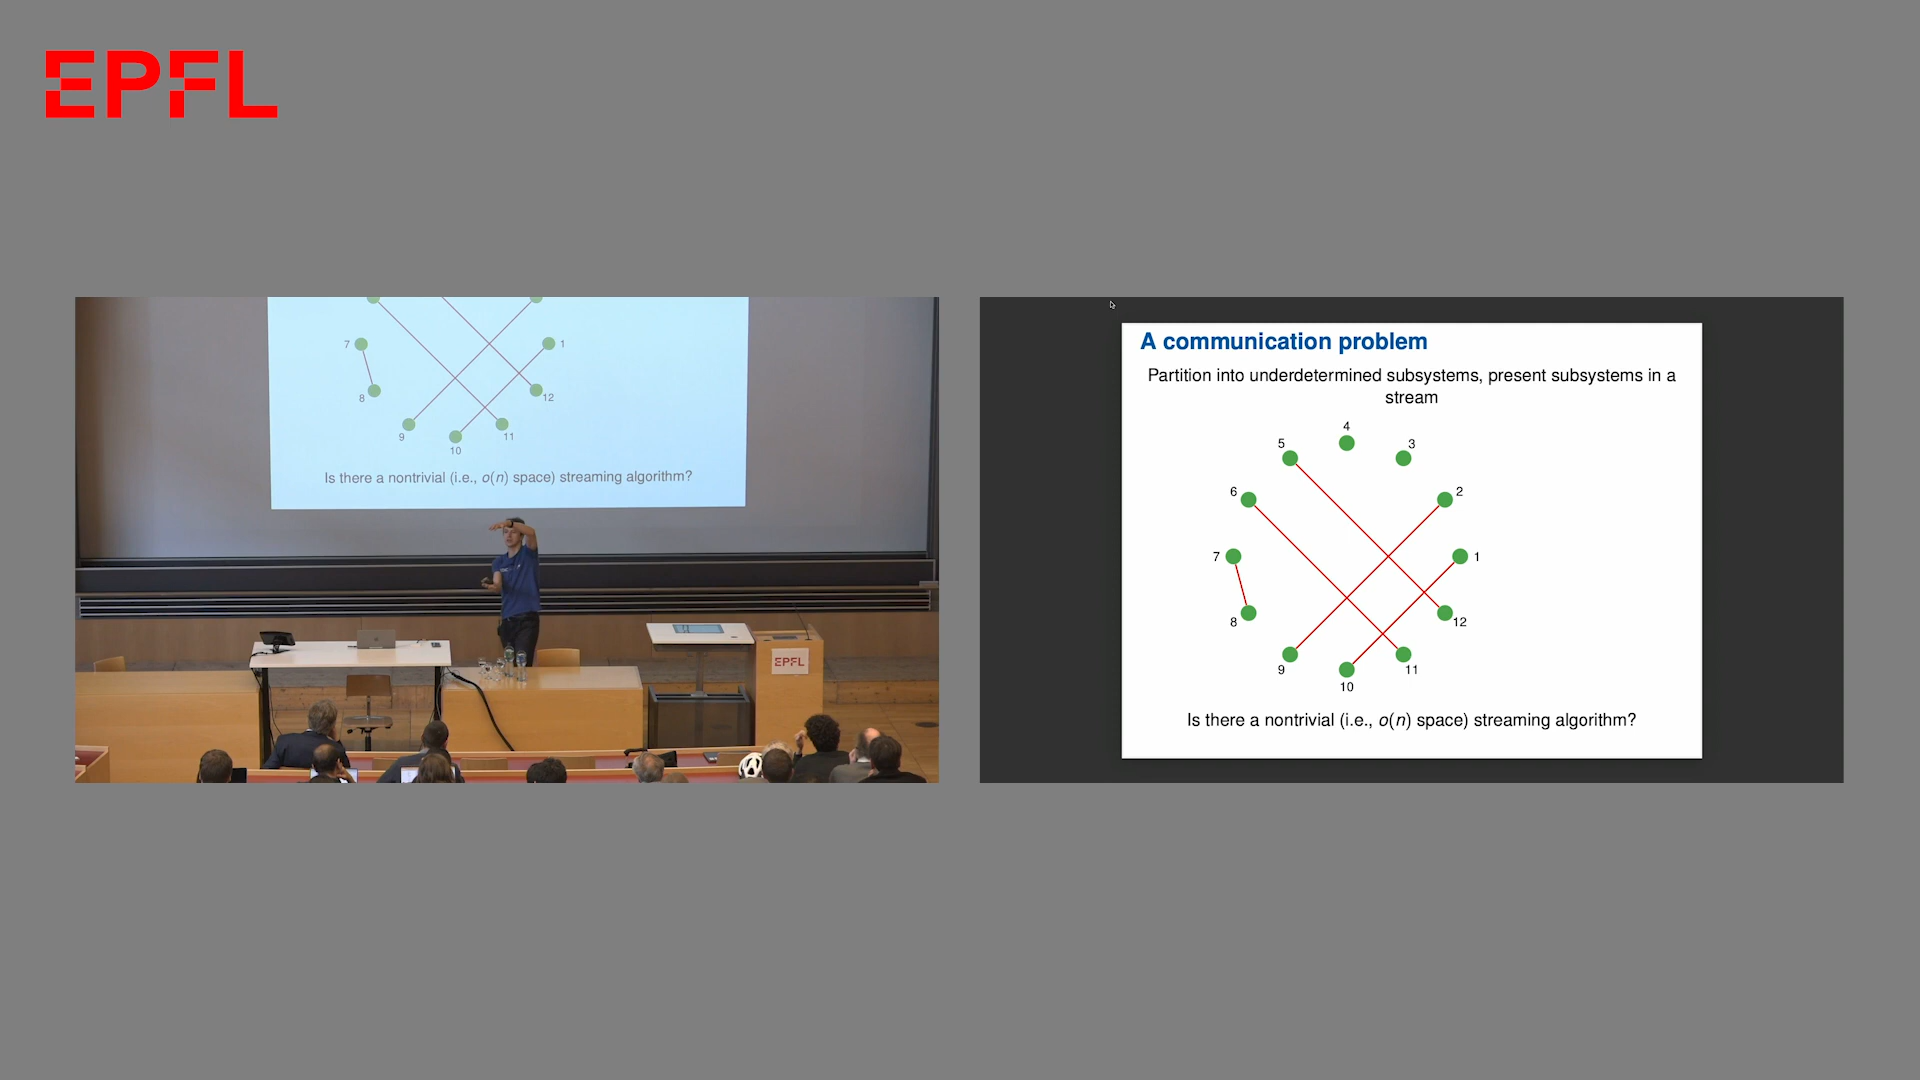 EPFL
7
1
8
12
9
11
10
Is there a nontrivial (i.e., o(n) space) streaming algorithm?
EPFL
A communication problem
Partition into underdetermined subsystems, present subsystems in a
stream
4
5
3
6
2
7
1
8
12
9
11
10
Is there a nontrivial (i.e., o(n) space) streaming algorithm?